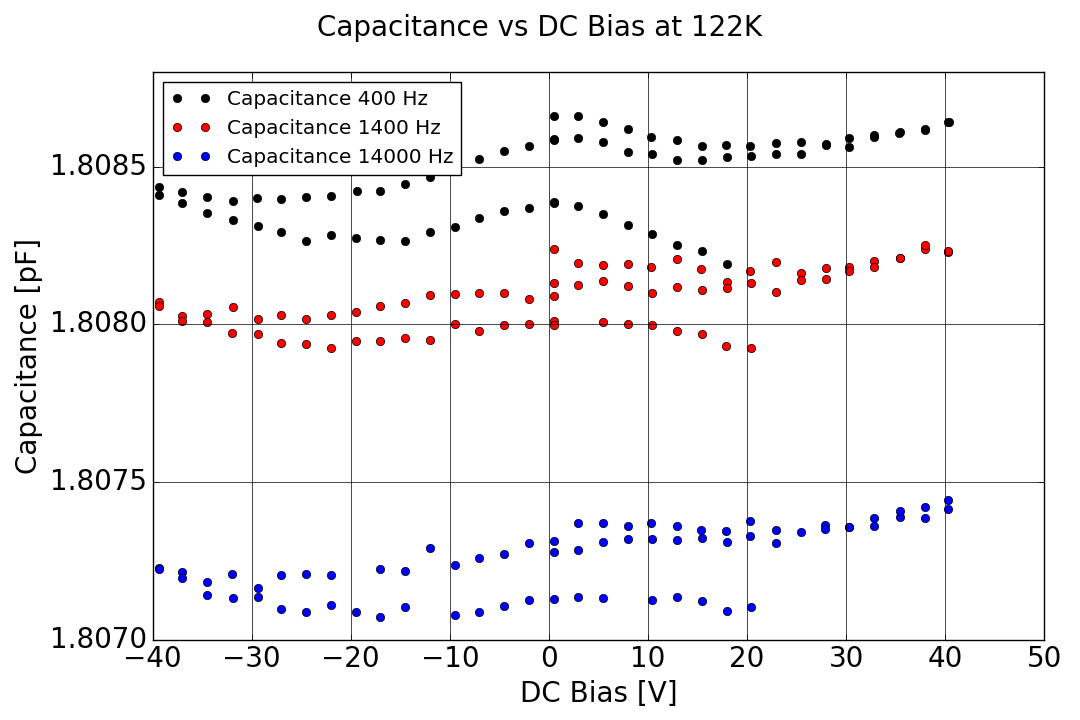 Capacitance vs DC Bias at 122K
Capacitance 400 Hz
Capacitance 1400 Hz
Capacitance 14000 Hz
1.8085
1.8080
1.8075
1.8070
Capacitance [pF]
−40 −30 −20 −10 0 10 20 30 40 50
DC Bias [V]